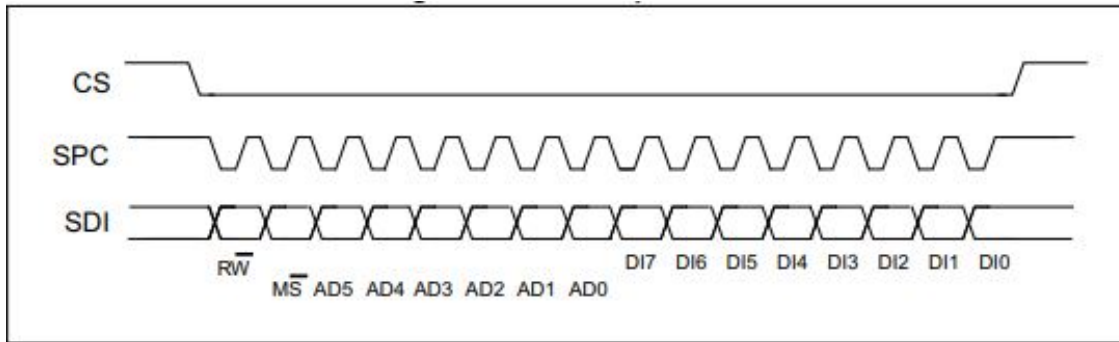 CS
SPC
SDI
RW̅ DI7 DI6 DI5 DI4 DI3 DI2 DI1 DI0
MS̅ AD5 AD4 AD3 AD2 AD1 AD0